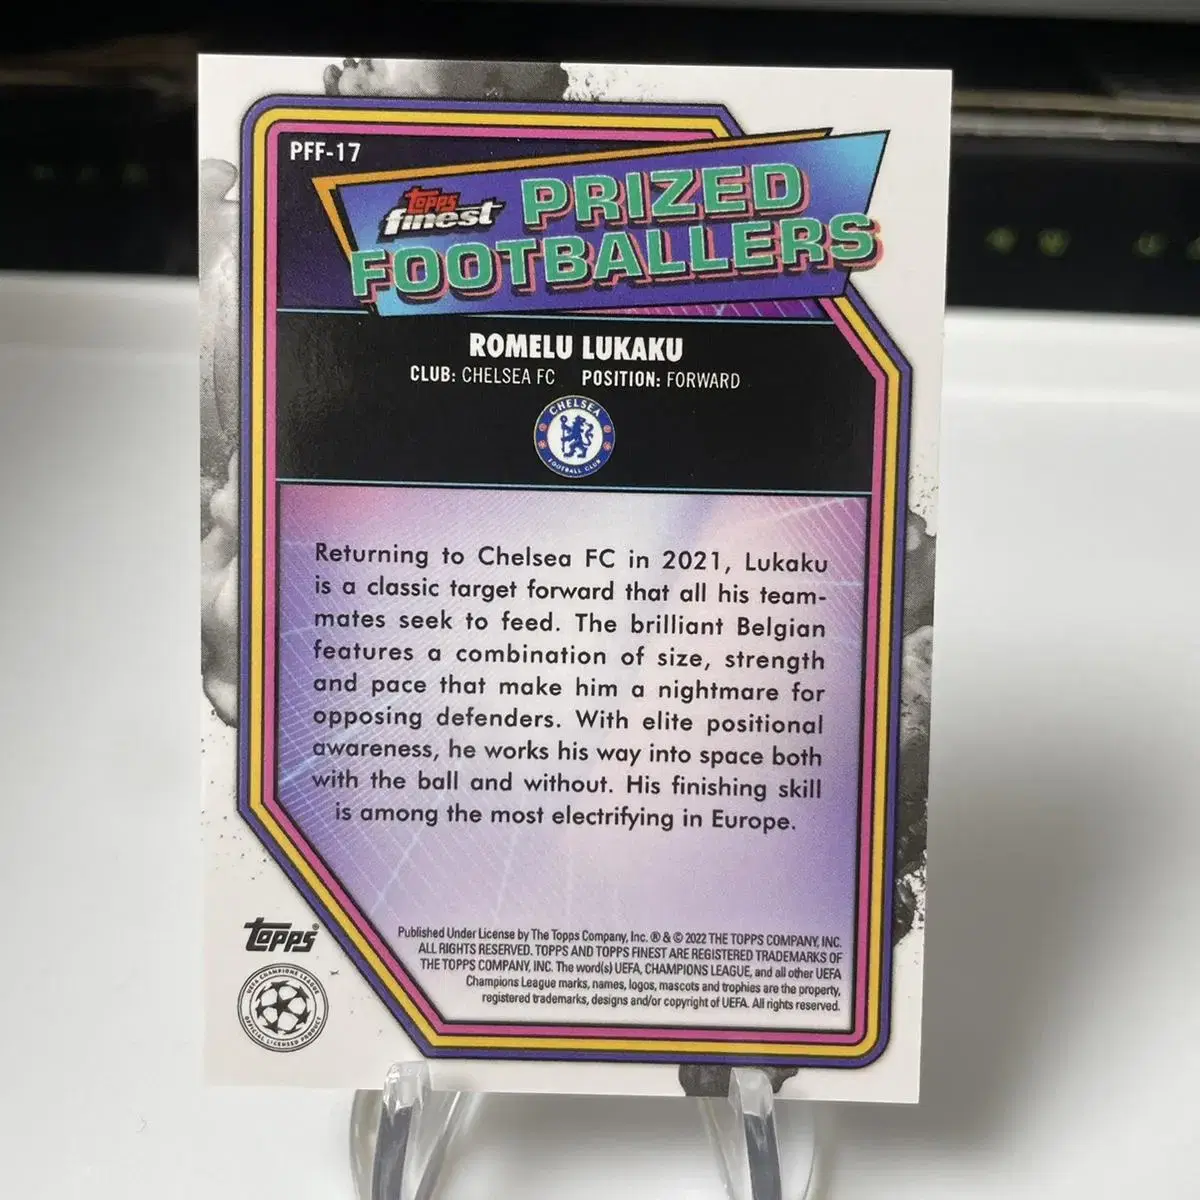 PFF-17
Topps
finest
PRIZED
FOOTBALLERS
ROMELU LUKAKU
CLUB: CHELSEA FC POSITION: FORWARD
CHELSEA
FOOTBALL CLUB
Returning to Chelsea FC in 2021, Lukaku
is a classic target forward that all his team-
mates seek to feed. The brilliant Belgian
features a combination of size, strength
and pace that make him a nightmare for
opposing defenders. With elite positional
awareness, he works his way into space both
with the ball and without. His finishing skill
is among the most electrifying in Europe.
Published Under License by The Topps Company, Inc. ® & © 2022 THE TOPPS COMPANY, INC.
ALL RIGHTS RESERVED. TOPPS AND TOPPS FINEST ARE REGISTERED TRADEMARKS OF
THE TOPPS COMPANY, INC. The word(s) UEFA, CHAMPIONS LEAGUE, and all other UEFA
Champions League marks, names, logos, mascots and trophies are the property,
registered trademarks, designs and/or copyright of UEFA. All rights reserved.
Topps®
UEFA CHAMPIONS LEAGUE
OFFICIAL LICENSED PRODUCT